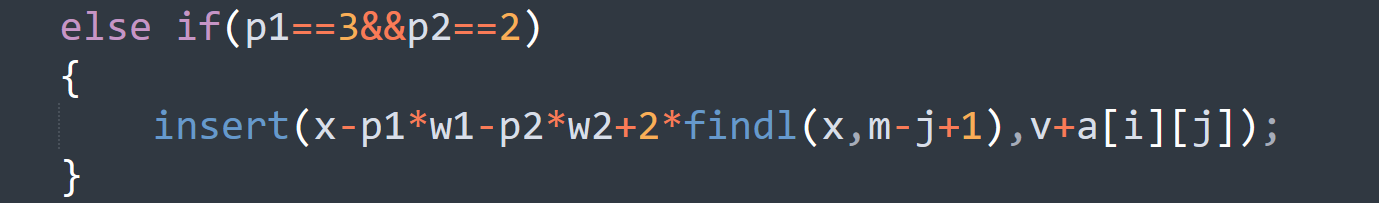 else if(p1==3&&p2==2)
{
insert(x-p1*w1-p2*w2+2*findl(x,m-j+1),v+a[i][j]);
}